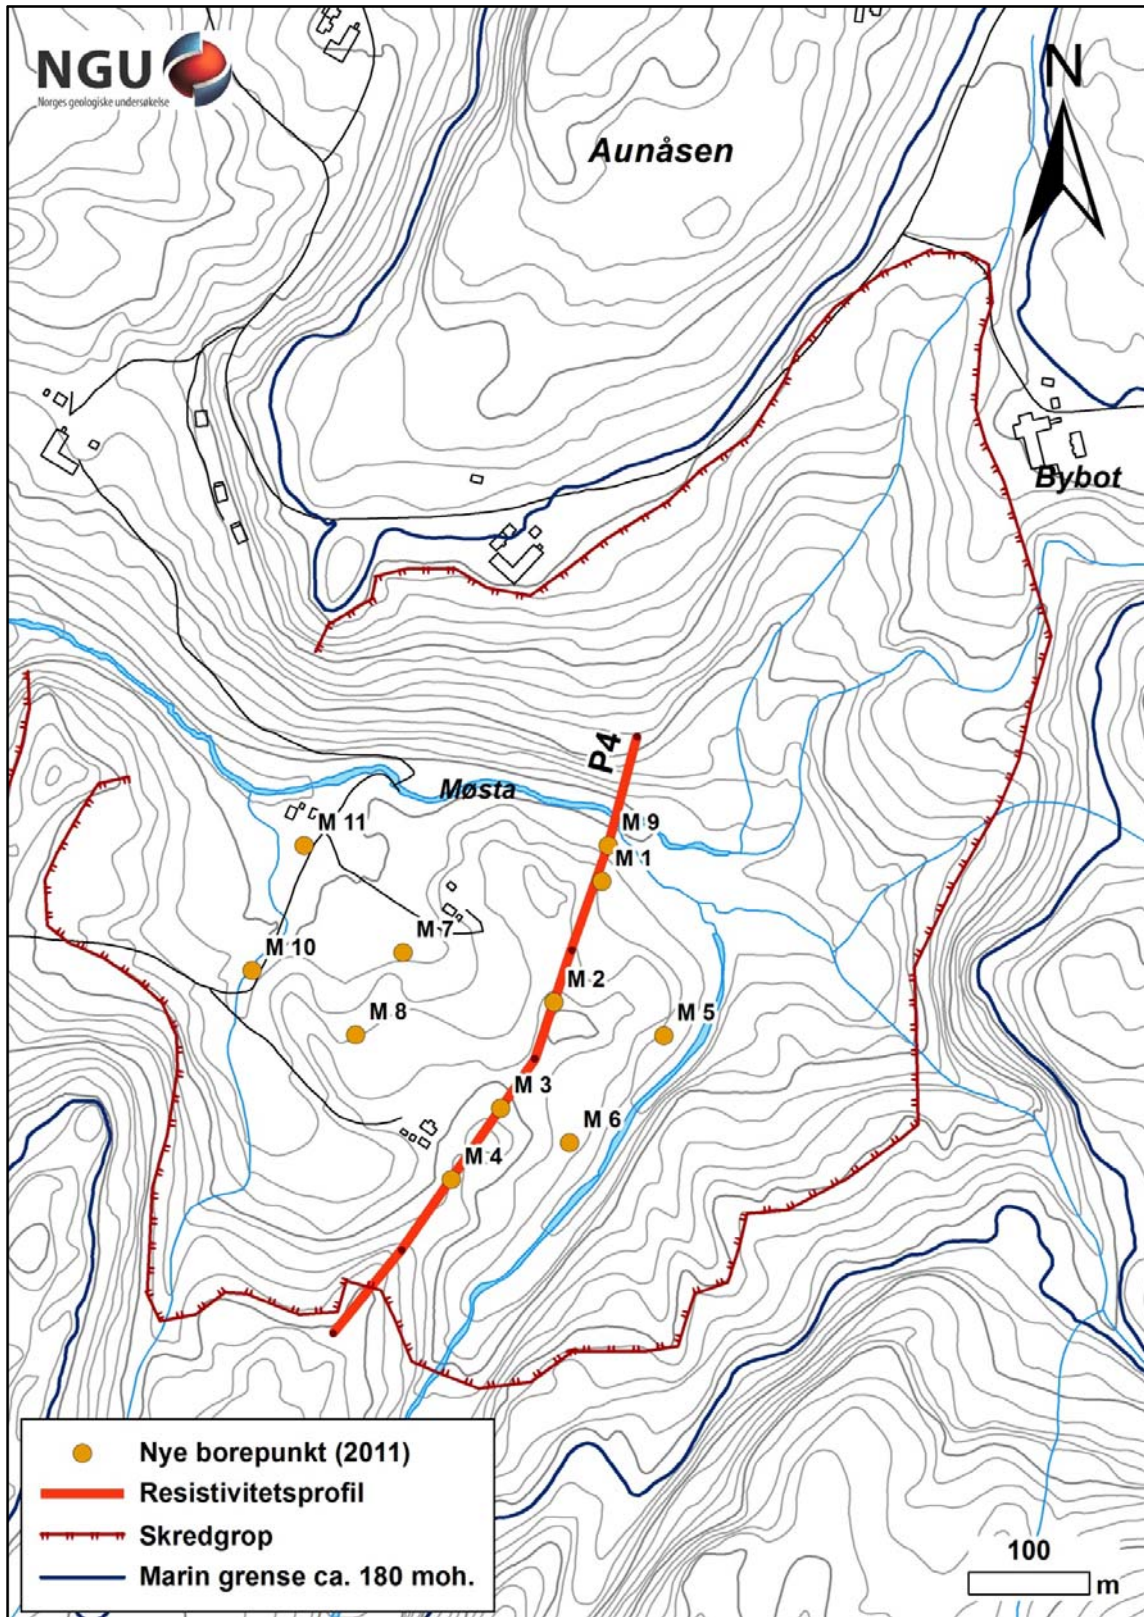 NGU
Norges geologiske undersøkelse
N
Aunåsen
Bybot
P4
Møsta
M 9
M 11
M 1
M 7
M 10
M 2
M 8
M 5
M 3
M 6
M 4
Nye borepunkt (2011)
Resistivitetsprofil
Skredgrop
Marin grense ca. 180 moh.
100
m